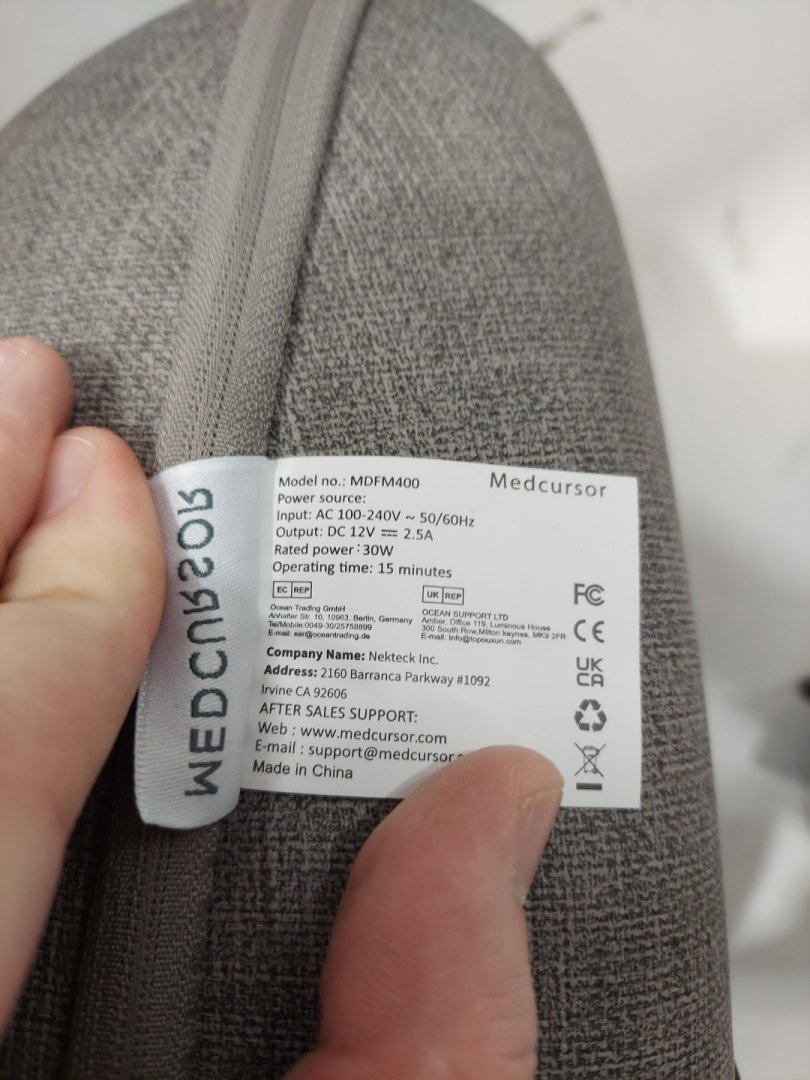 MEDCURSOR
Medcursor
Model no.: MDFM400
Power source:
Input: AC 100-240V ~ 50/60Hz
Output: DC 12V ⎓ 2.5A
Rated power:30W
Operating time: 15 minutes
EC REP
Ocean Trading GmbH
Anhalter Str. 10, 10963, Berlin, Germany
Tel/Mobile:0049-30/25758899
E-mail: ear@oceantrading.de
UK REP
OCEAN SUPPORT LTD
Amber, Office 119, Luminous House
300 South Row,Milton keynes, MK9 2FR
E-mail: Info@topouxun.com
FC
CE
UK
CA
Company Name: Nekteck Inc.
Address: 2160 Barranca Parkway #1092
Irvine CA 92606
AFTER SALES SUPPORT:
Web : www.medcursor.com
E-mail : support@medcursor.
Made in China